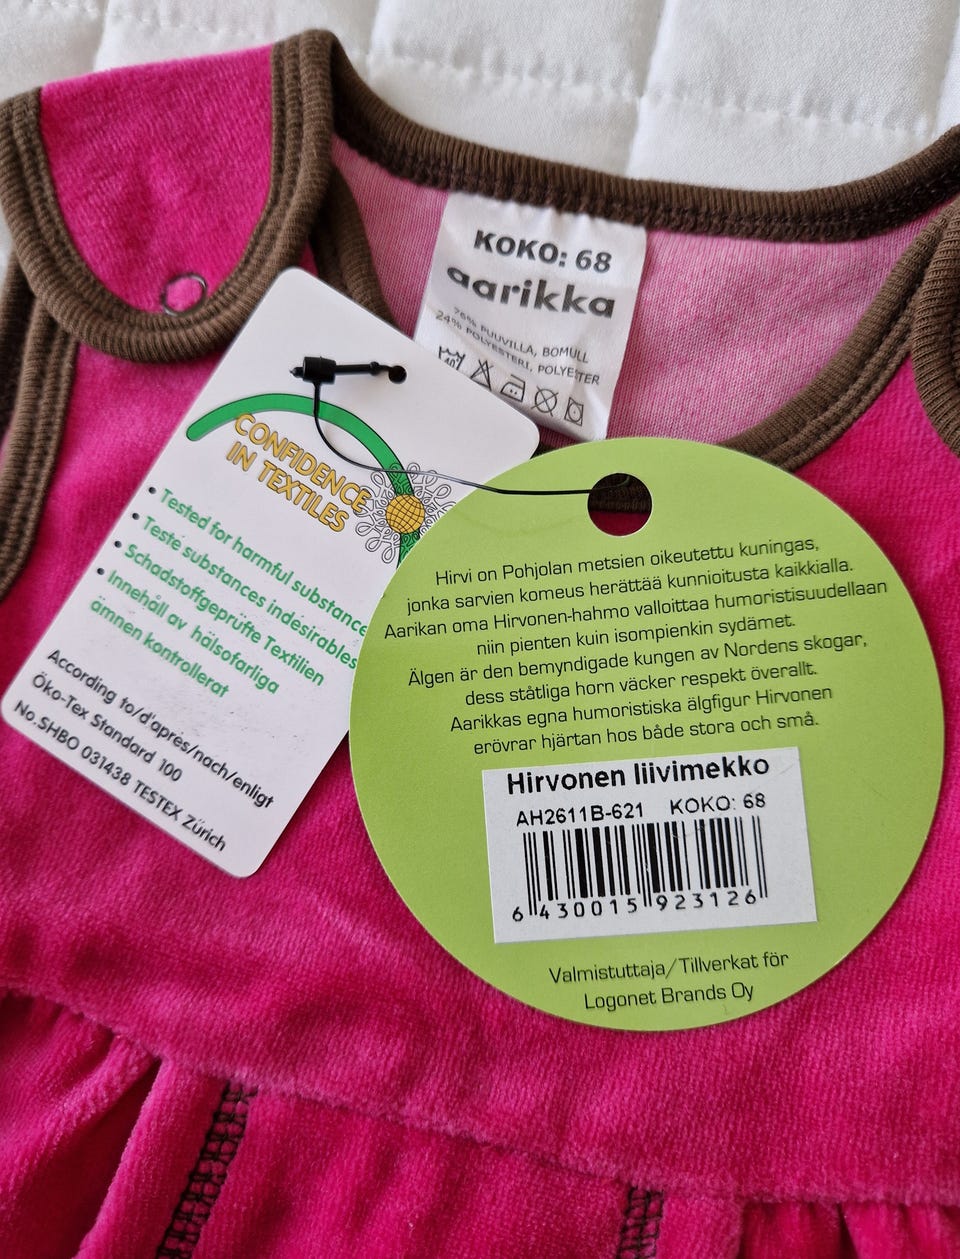 KOKO: 68
aarikka
76% PUUVILLA, BOMULL
24% POLYESTERI, POLYESTER
40
CONFIDENCE
IN TEXTILES
• Tested for harmful substance
• Testé substances indésirables
• Schadstoffgeprüfte Textilien
• Innehåll av hälsofarliga
ämnen kontrollerat
According to/d'après/nach/enligt
Öko-Tex Standard 100
No.SHBO 031438 TESTEX Zürich
Hirvi on Pohjolan metsien oikeutettu kuningas,
jonka sarvien komeus herättää kunnioitusta kaikkialla.
Aarikan oma Hirvonen-hahmo valloittaa humoristisuudellaan
niin pienten kuin isompienkin sydämet.
Älgen är den bemyndigade kungen av Nordens skogar,
dess ståtliga horn väcker respekt överallt.
Aarikkas egna humoristiska älgfigur Hirvonen
erövrar hjärtan hos både stora och små.
Hirvonen liivimekko
AH2611B-621 KOKO: 68
6 430015 923126
Valmistuttaja/Tillverkat för
Logonet Brands Oy